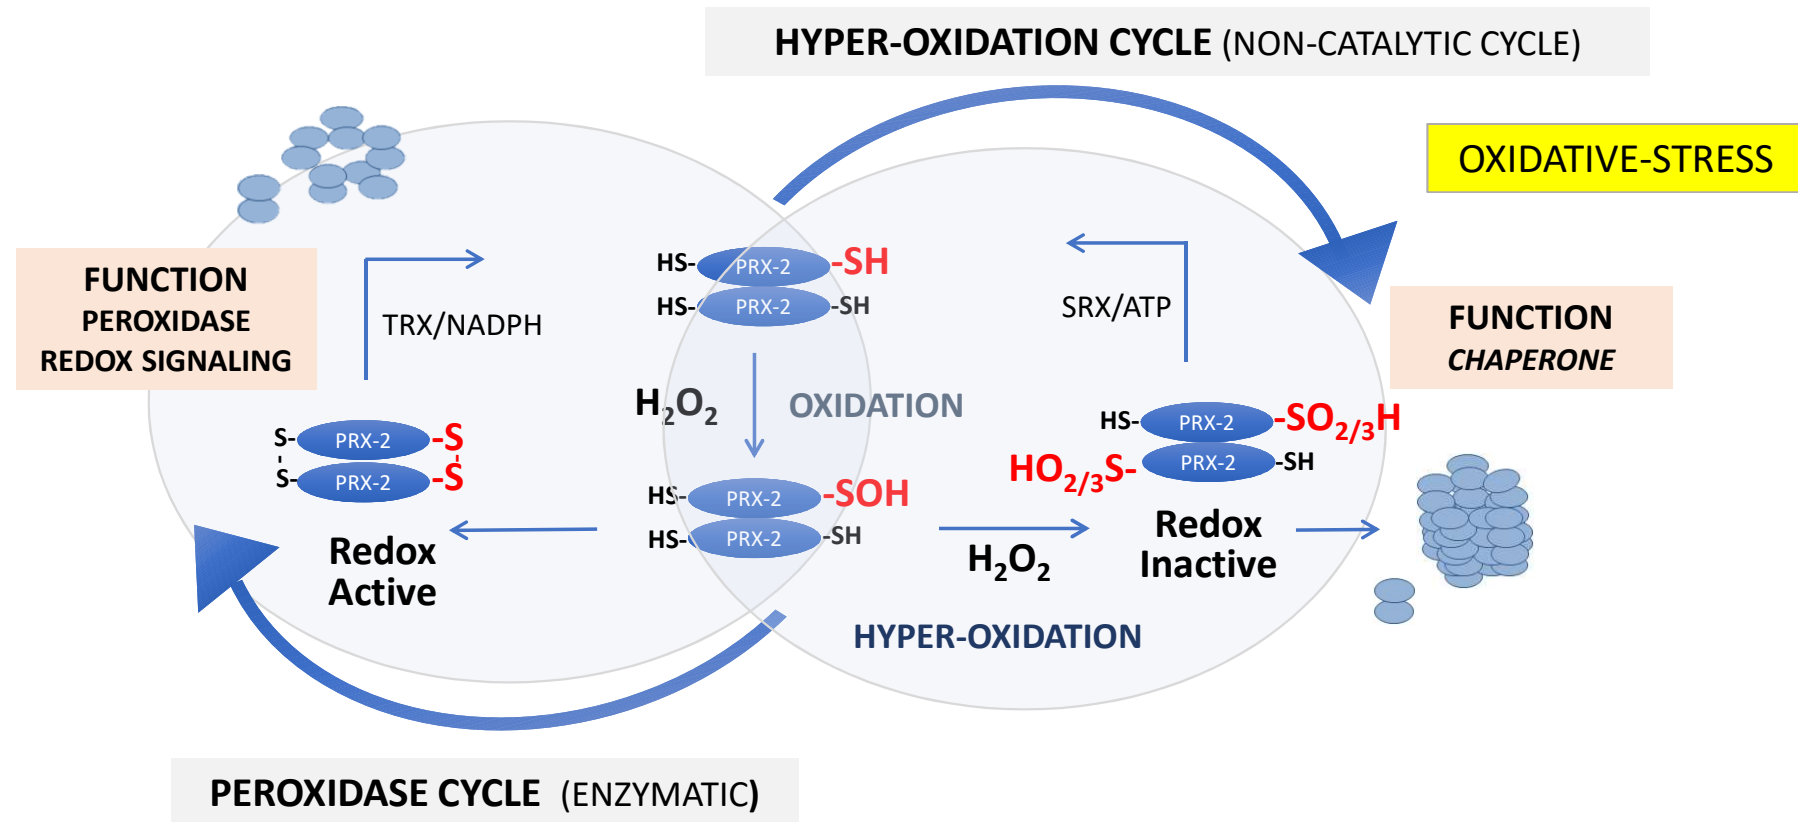 HYPER-OXIDATION CYCLE (NON-CATALYTIC CYCLE)
OXIDATIVE-STRESS
FUNCTION
PEROXIDASE
REDOX SIGNALING
TRX/NADPH
HS- PRX-2 -SH
HS- PRX-2 -SH
SRX/ATP
FUNCTION
CHAPERONE
H₂O₂ OXIDATION
S- PRX-2 -S
S- PRX-2 -S
Redox
Active
HS- PRX-2 -SOH
HS- PRX-2 -SH
H₂O₂
HS- PRX-2 -SO₂/₃H
HO₂/₃S- PRX-2 -SH
Redox
Inactive
HYPER-OXIDATION
PEROXIDASE CYCLE (ENZYMATIC)